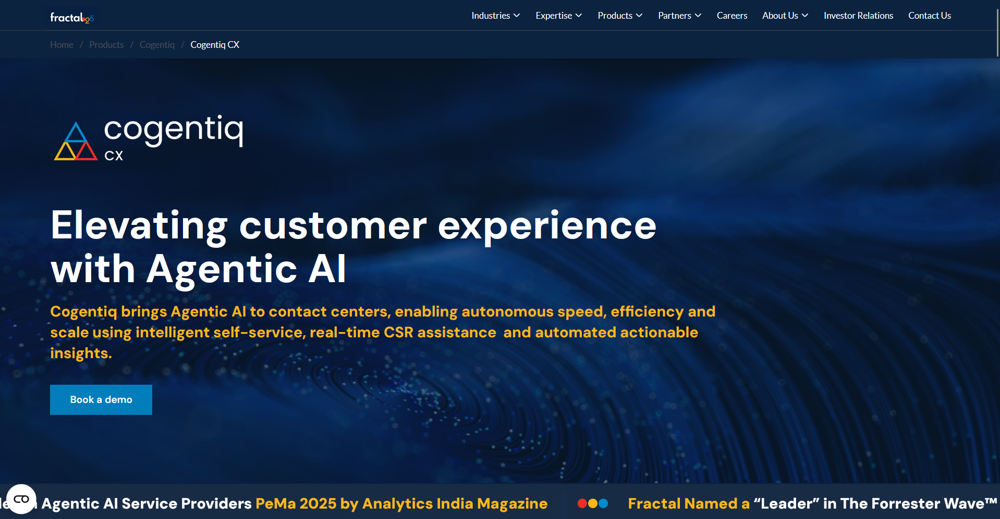 fractal 25
Industries Expertise Products Partners Careers About Us Investor Relations Contact Us
Home / Products / Cogentiq / Cogentiq CX
cogentiq
CX
Elevating customer experience
with Agentic AI
Cogentiq brings Agentic AI to contact centers, enabling autonomous speed, efficiency and
scale using intelligent self-service, real-time CSR assistance and automated actionable
insights.
Book a demo
Agentic AI Service Providers PeMa 2025 by Analytics India Magazine Fractal Named a “Leader” in The Forrester Wave™